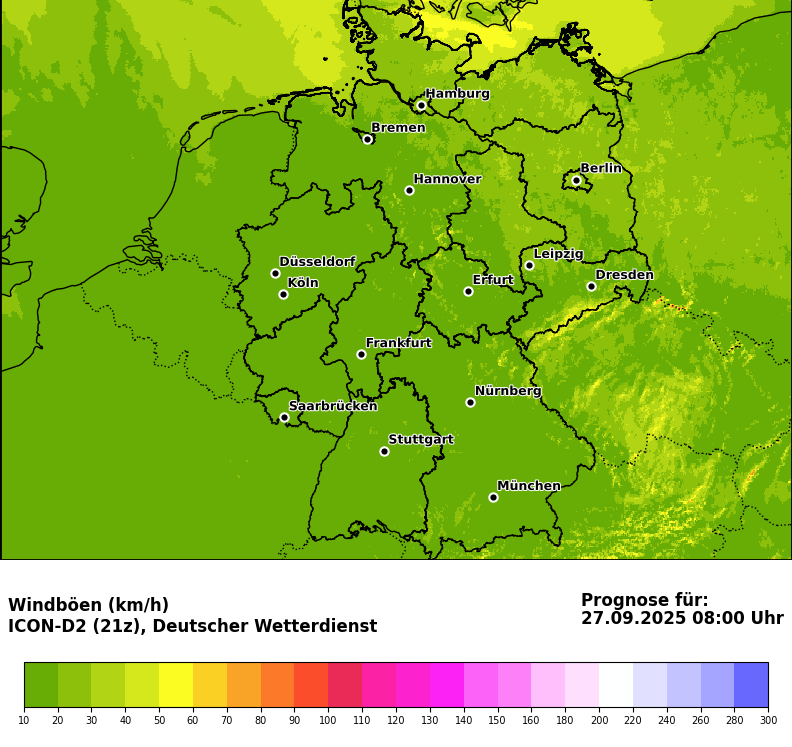 Hamburg
Bremen
Berlin
Hannover
Leipzig
Düsseldorf
Dresden
Köln
Erfurt
Frankfurt
Nürnberg
Saarbrücken
Stuttgart
München
Windböen (km/h)
ICON-D2 (21z), Deutscher Wetterdienst
Prognose für:
27.09.2025 08:00 Uhr
10 20 30 40 50 60 70 80 90 100 110 120 130 140 150 160 180 200 220 240 260 280 300